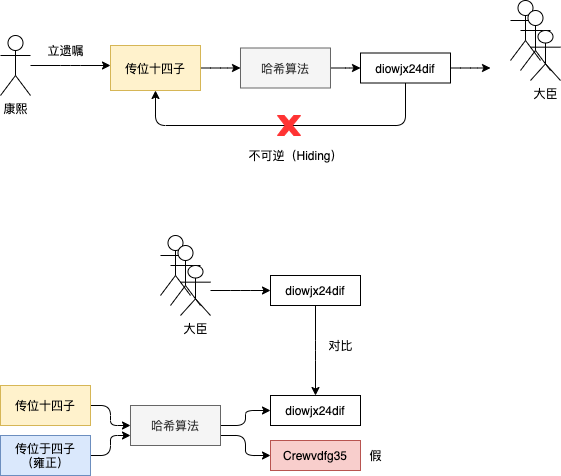 立遗嘱
传位十四子
哈希算法
diowjx24dif
康熙
大臣
不可逆（Hiding）
diowjx24dif
大臣
对比
传位十四子
哈希算法
diowjx24dif
传位于四子
（雍正）
Crewvdfg35
假